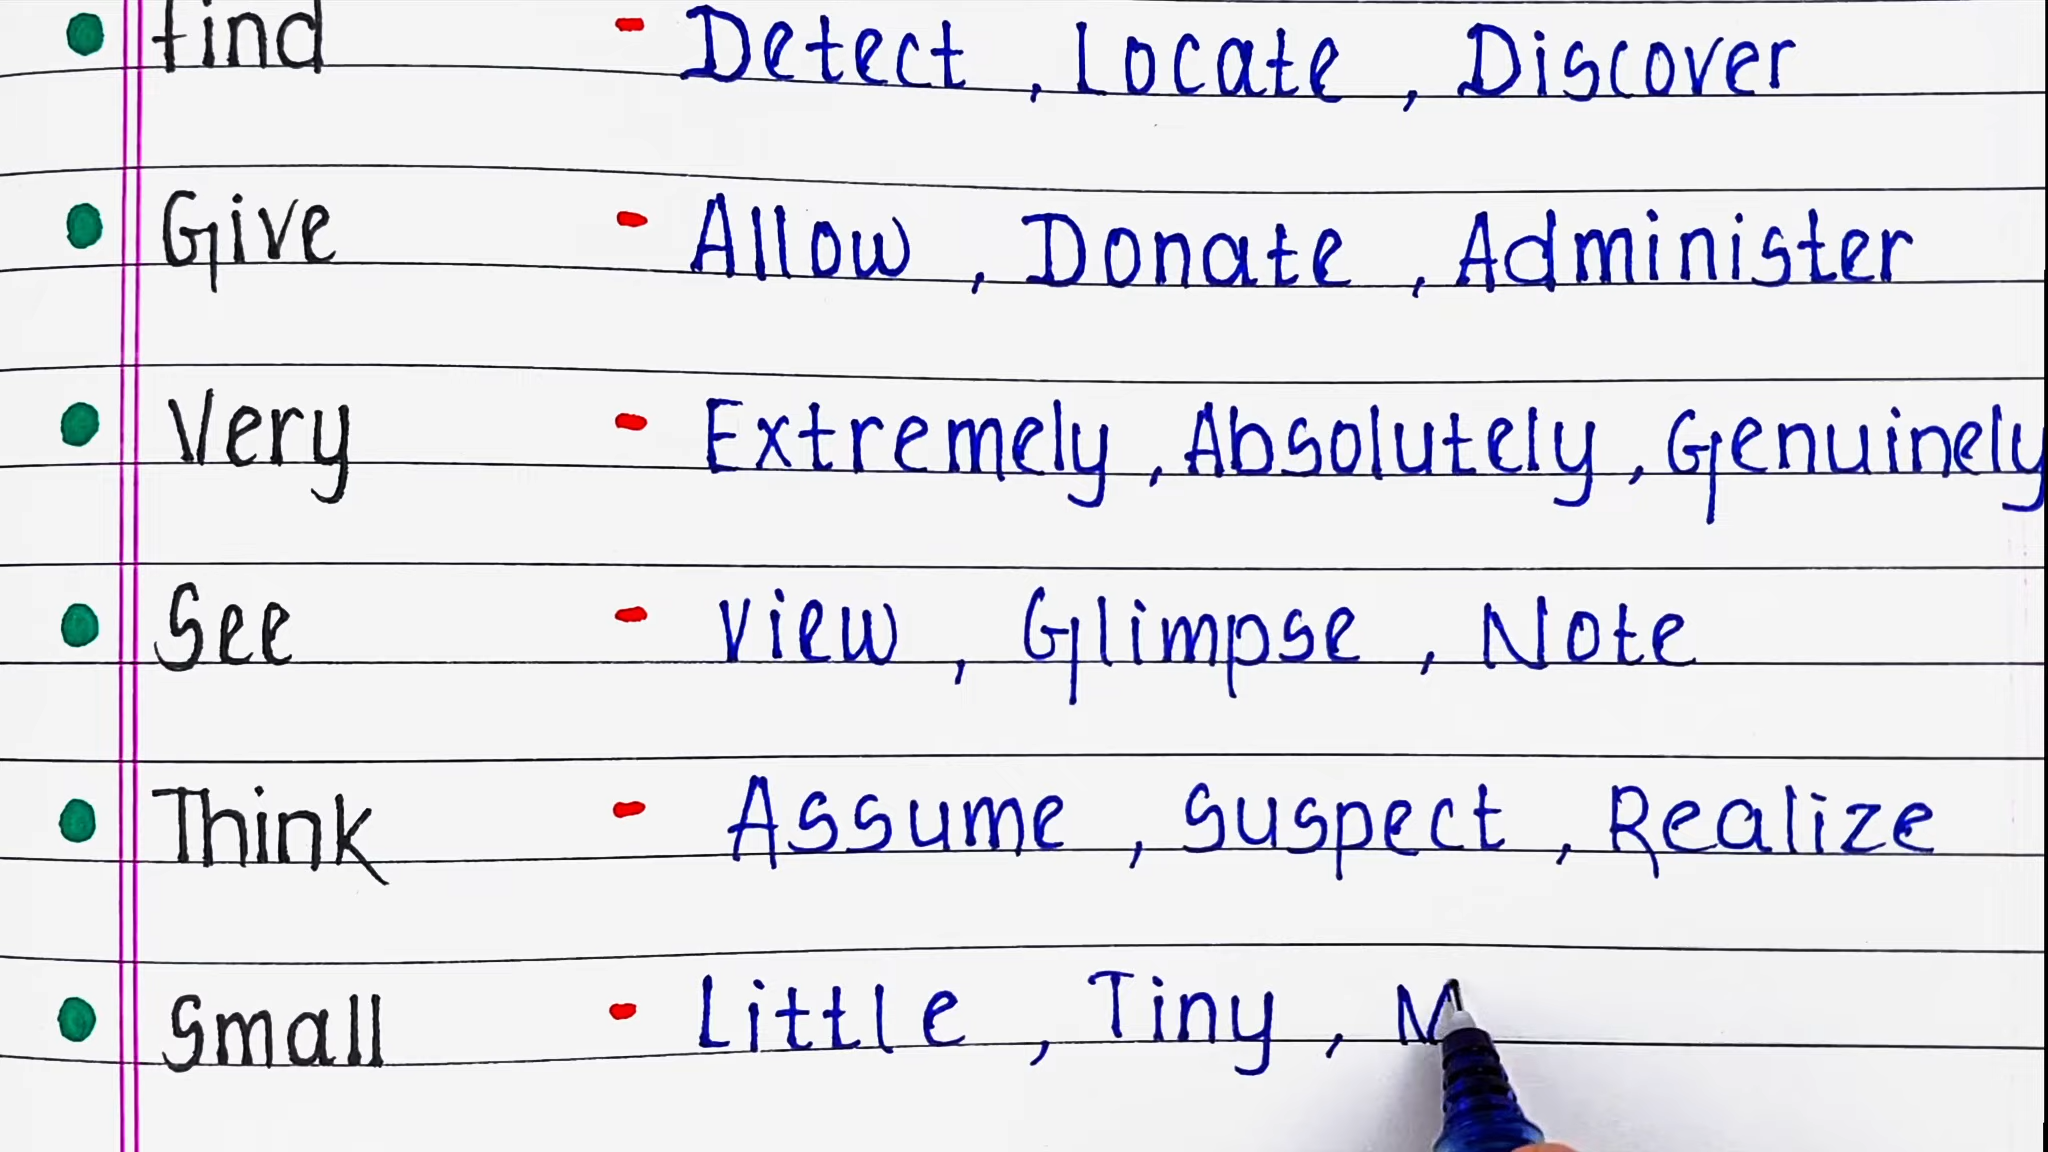 find - Detect , Locate , Discover
Give - Allow , Donate , Administer
Very - Extremely , Absolutely , Genuinely
See - View , Glimpse , Note
Think - Assume , Suspect , Realize
Small - Little , Tiny , M